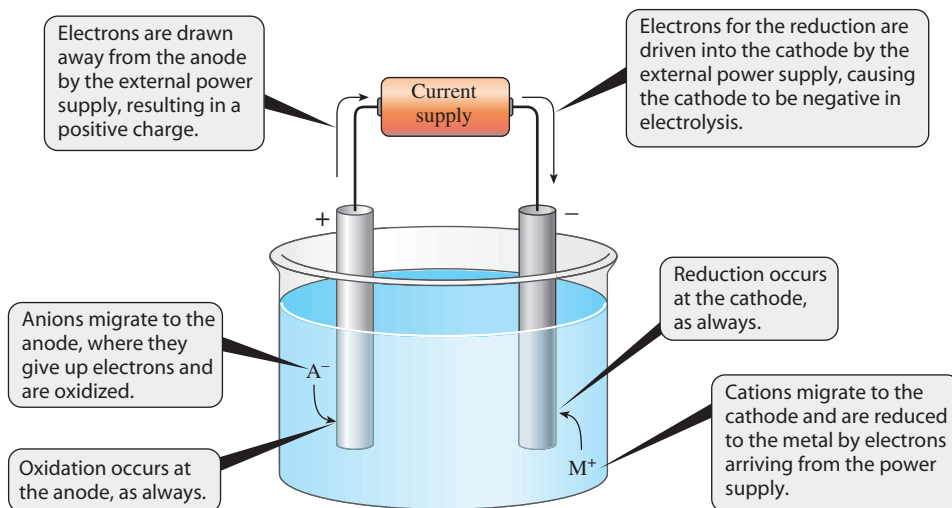 Electrons are drawn
away from the anode
by the external power
supply, resulting in a
positive charge.
Current
supply
Electrons for the reduction are
driven into the cathode by the
external power supply, causing
the cathode to be negative in
electrolysis.
+
−
Anions migrate to the
anode, where they
give up electrons and
are oxidized.
A⁻
Reduction occurs
at the cathode,
as always.
Oxidation occurs at
the anode, as always.
M⁺
Cations migrate to the
cathode and are reduced
to the metal by electrons
arriving from the power
supply.